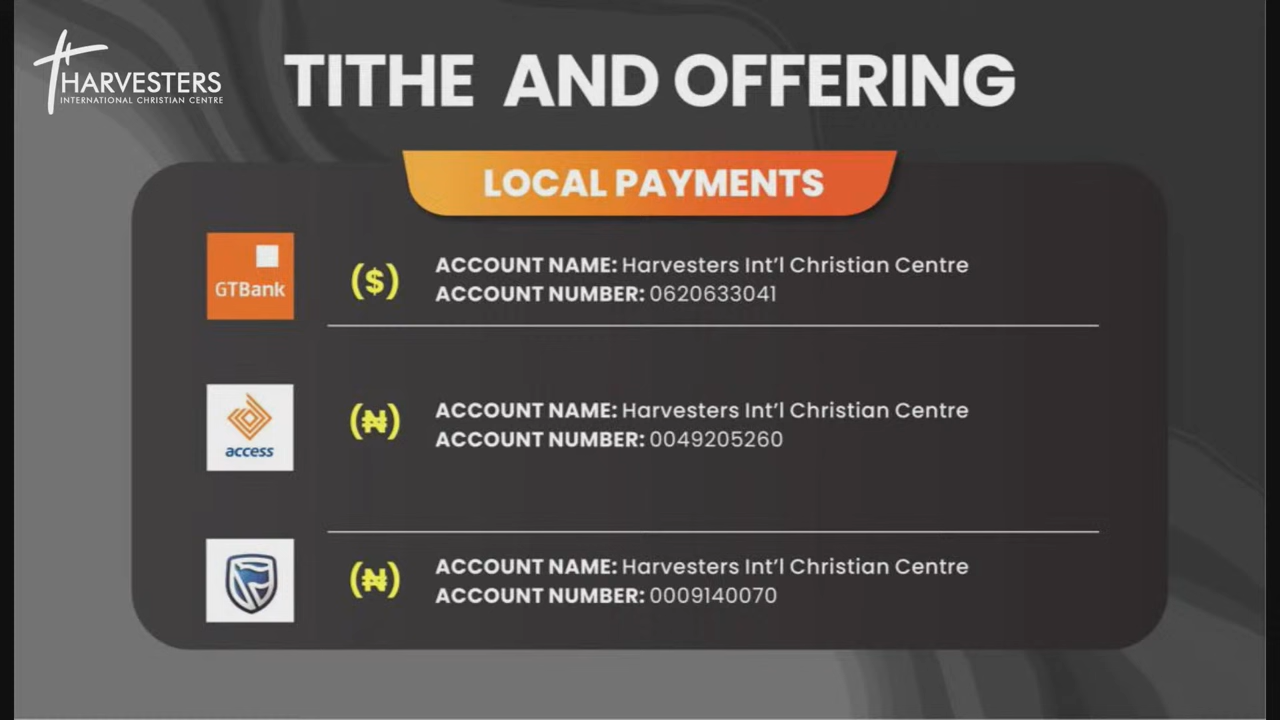 HARVESTERS
INTERNATIONAL CHRISTIAN CENTRE
TITHE AND OFFERING
LOCAL PAYMENTS
GTBank
($)
ACCOUNT NAME: Harvesters Int'l Christian Centre
ACCOUNT NUMBER: 0620633041
access
(₦)
ACCOUNT NAME: Harvesters Int'l Christian Centre
ACCOUNT NUMBER: 0049205260
(₦)
ACCOUNT NAME: Harvesters Int'l Christian Centre
ACCOUNT NUMBER: 0009140070